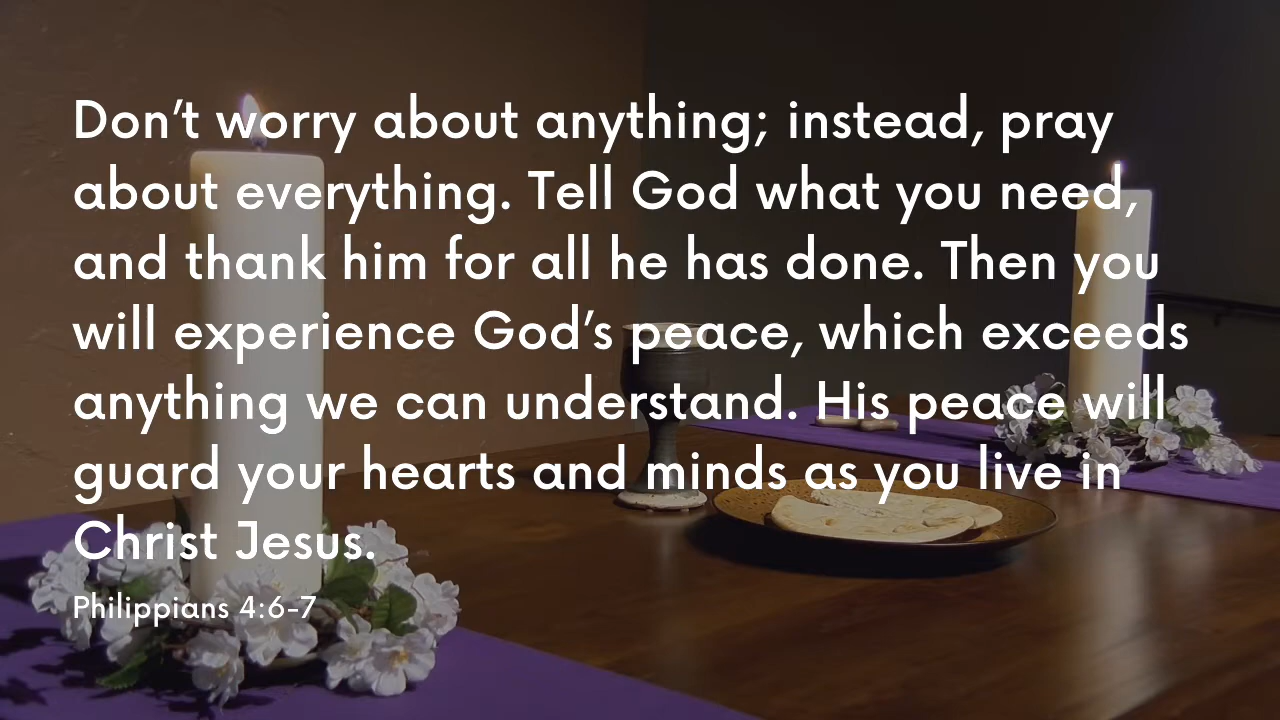 Don’t worry about anything; instead, pray
about everything. Tell God what you need,
and thank him for all he has done. Then you
will experience God’s peace, which exceeds
anything we can understand. His peace will
guard your hearts and minds as you live in
Christ Jesus.
Philippians 4:6-7